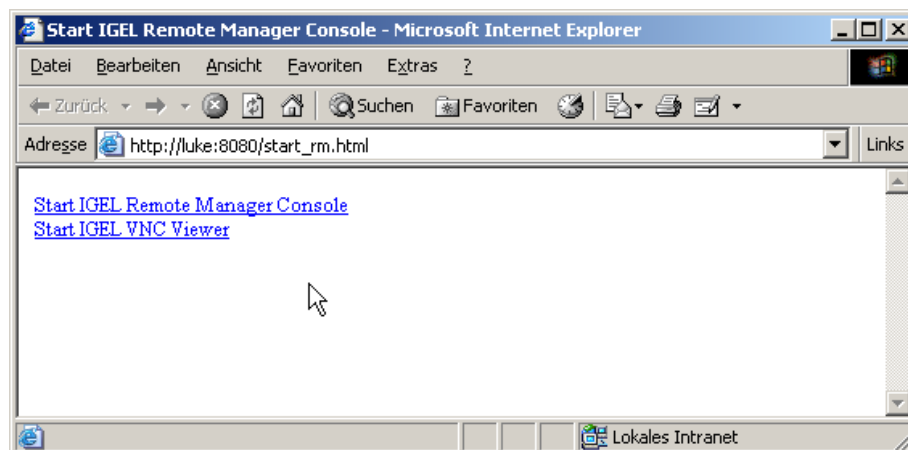 Start IGEL Remote Manager Console - Microsoft Internet Explorer
Datei Bearbeiten Ansicht Favoriten Extras ?
Zurück Suchen Favoriten
Adresse http://luke:8080/start_rm.html Links
Start IGEL Remote Manager Console
Start IGEL VNC Viewer
Lokales Intranet